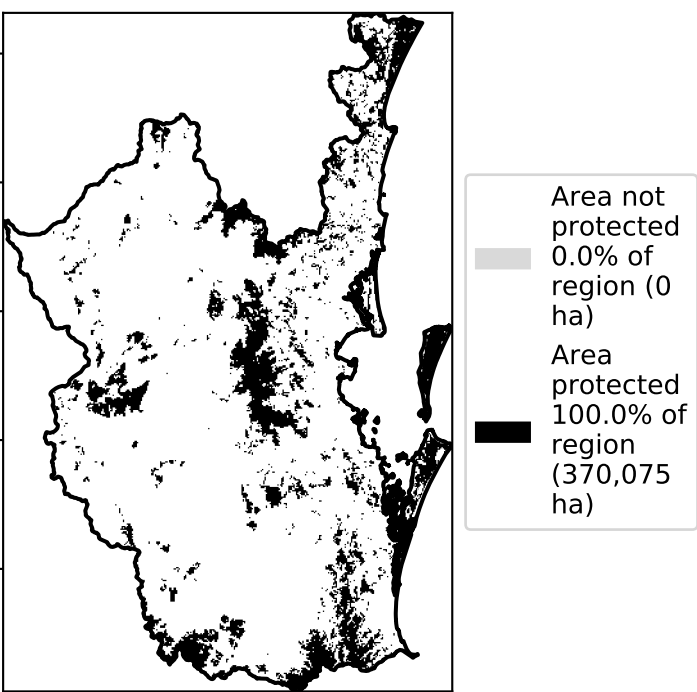 Area not
protected
0.0% of
region (0
ha)
Area
protected
100.0% of
region
(370,075
ha)